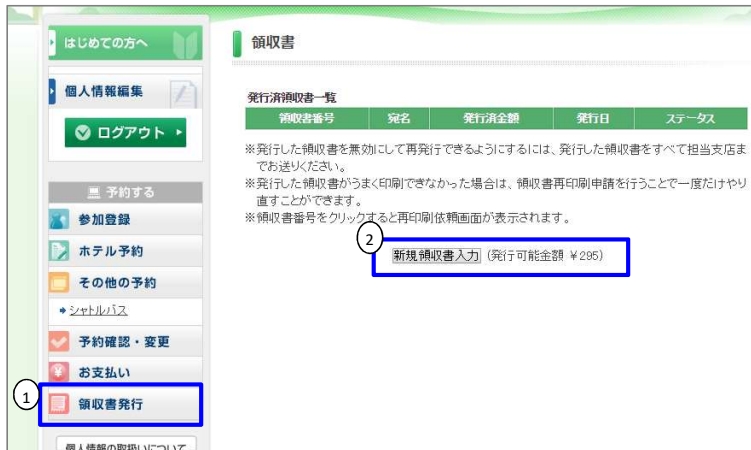 はじめての方へ
個人情報編集
ログアウト
予約する
参加登録
ホテル予約
その他の予約
シャトルバス
予約確認・変更
お支払い
1
領収書発行
個人情報の取扱いについて
領収書
発行済領収書一覧
領収書番号 宛名 発行済金額 発行日 ステータス
※発行した領収書を無効にして再発行できるようにするには、発行した領収書をすべて担当支店ま
でお送りください。
※発行した領収書がうまく印刷できなかった場合は、領収書再印刷申請を行うことで一度だけやり
直すことができます。
※領収書番号をクリックすると再印刷依頼画面が表示されます。
2
新規領収書入力 (発行可能金額 ¥295)